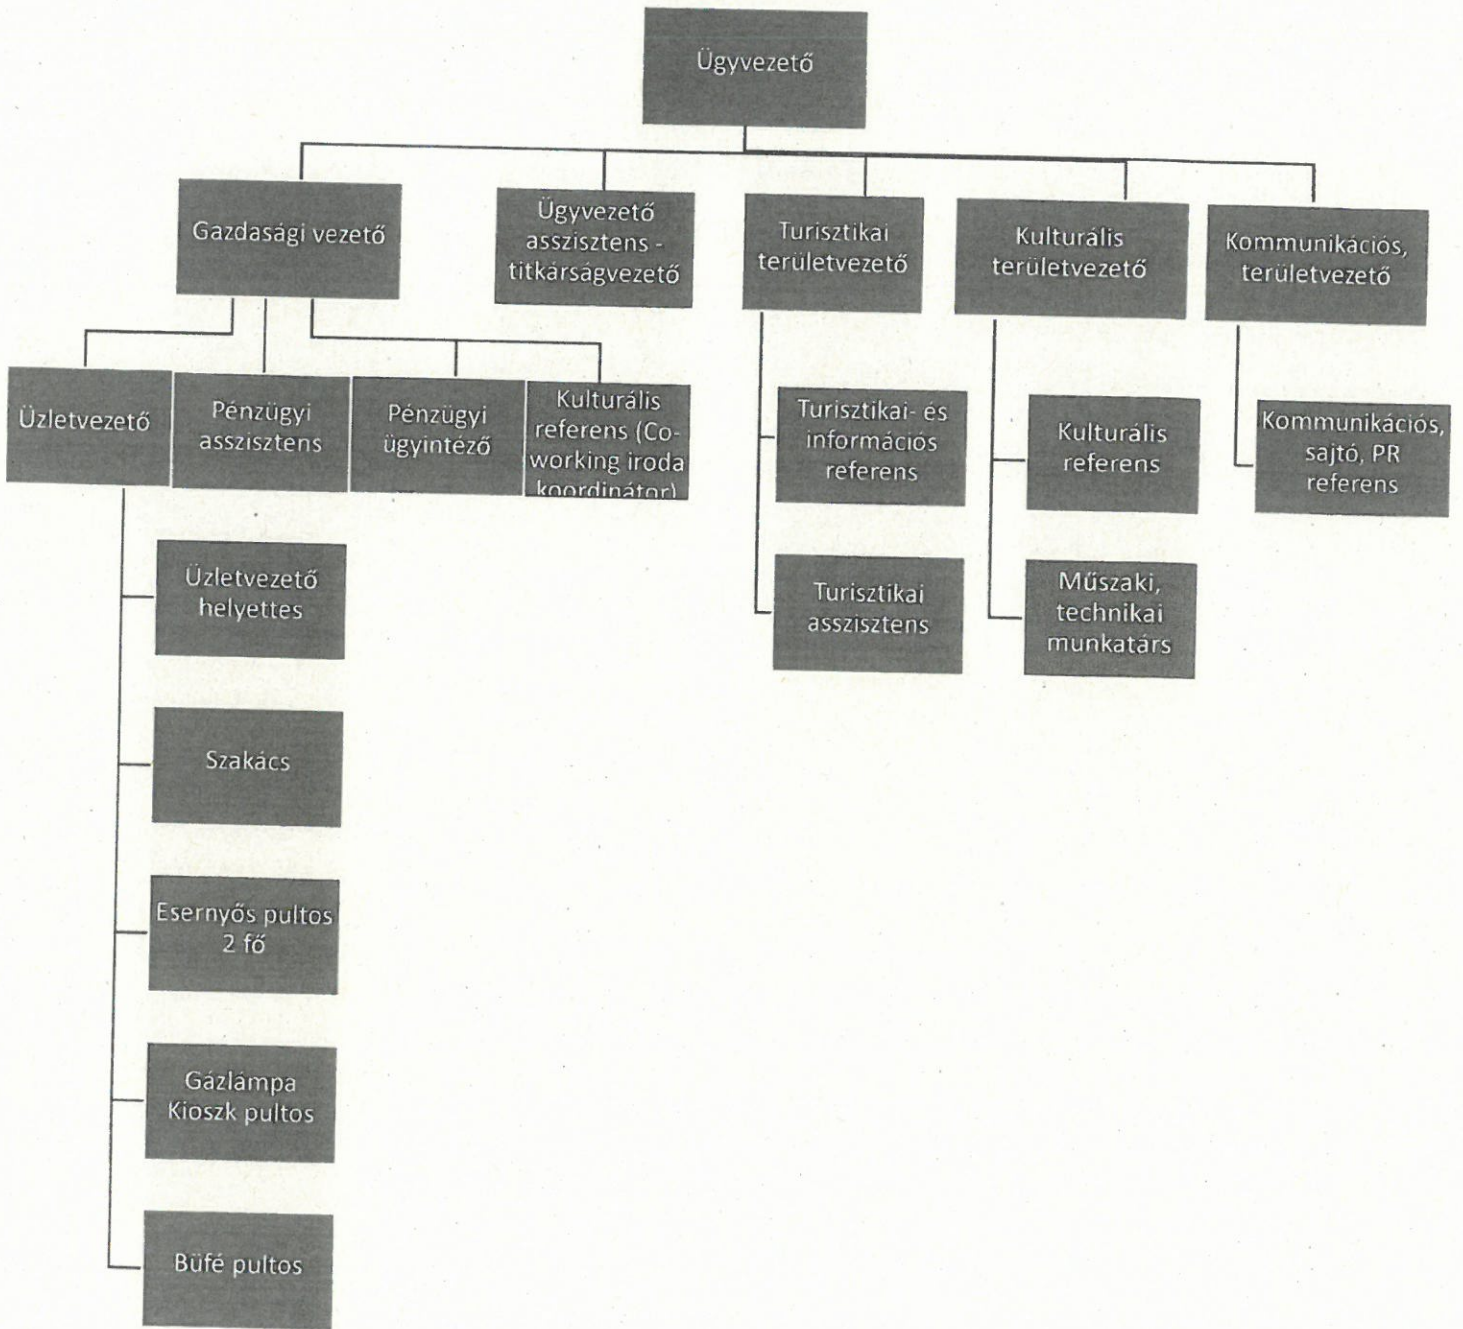 Ügyvezető
Gazdasági vezető
Ügyvezető
asszisztens -
titkárságvezető
Turisztikai
területvezető
Kulturális
területvezető
Kommunikációs,
területvezető
Üzletvezető
Pénzügyi
asszisztens
Pénzügyi
ügyintéző
Kulturális
referens (Co-
working iroda
koordinátor)
Turisztikai- és
információs
referens
Kulturális
referens
Kommunikációs,
sajtó, PR
referens
Üzletvezető
helyettes
Turisztikai
asszisztens
Műszaki,
technikai
munkatárs
Szakács
Esernyős pultos
2 fő
Gázlámpa
Kioszk pultos
Büfé pultos